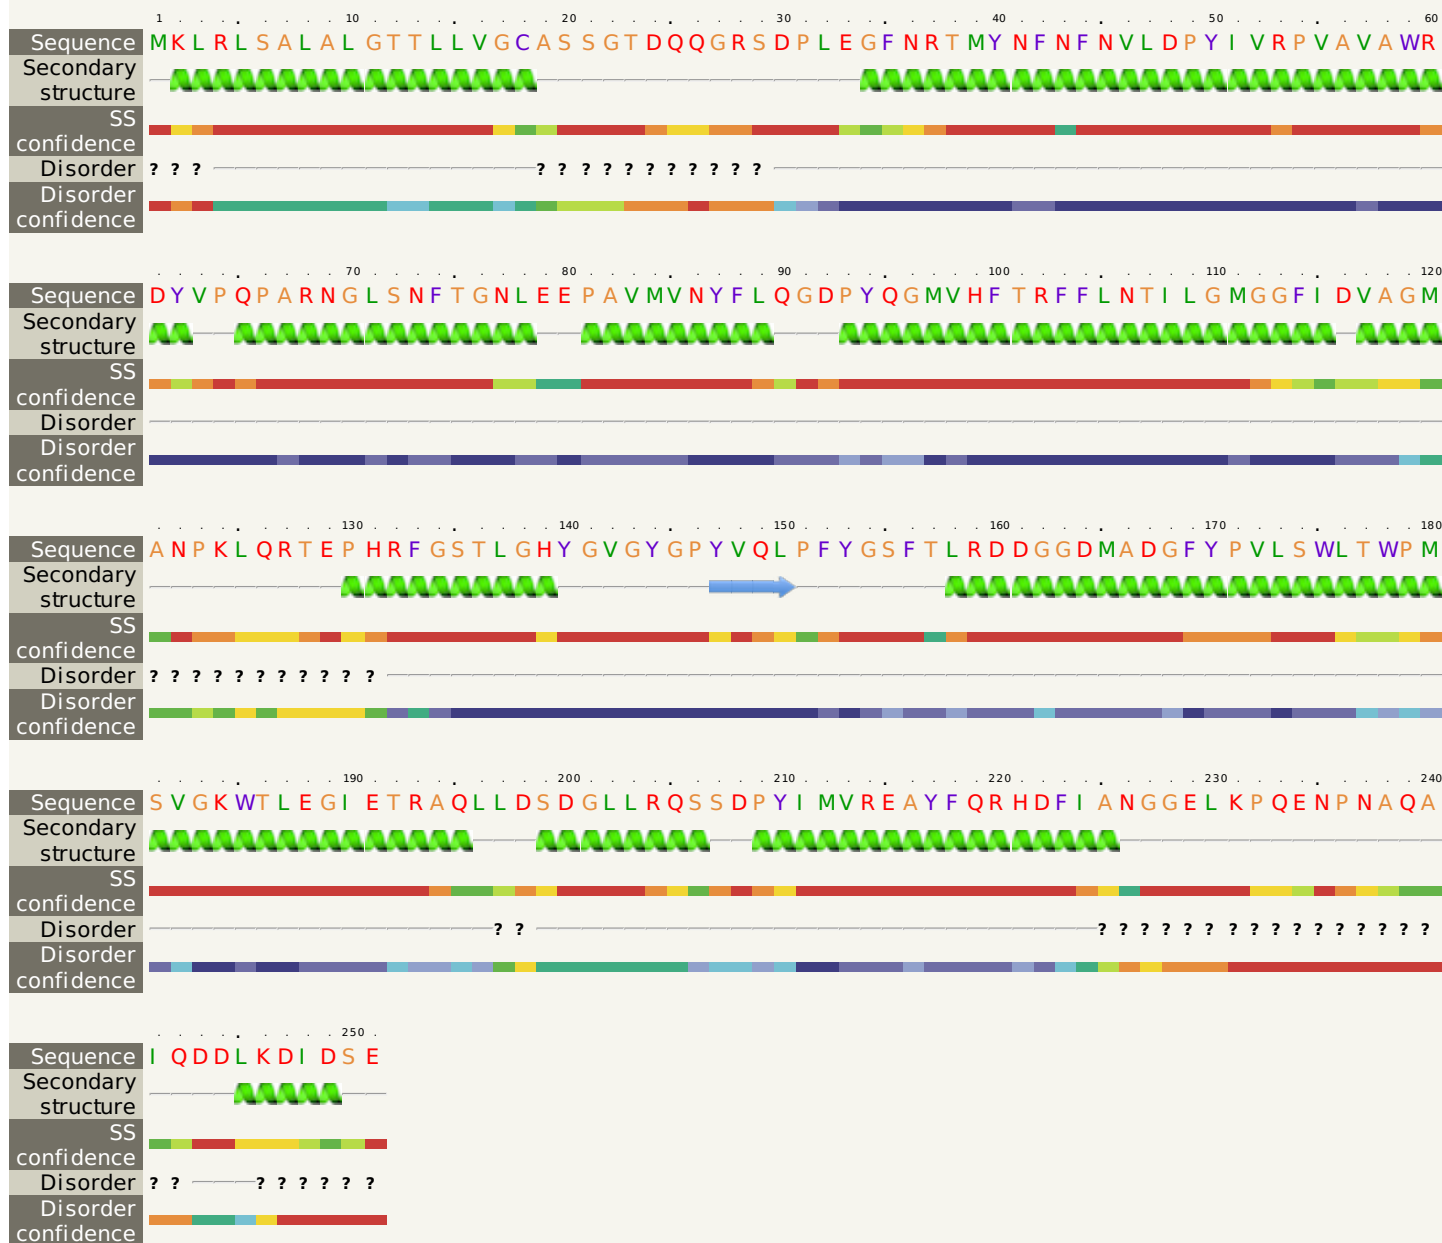 1 . . . . 10 . . . . 20 . . . . 30 . . . . 40 . . . . 50 . . . . 60
Sequence MKLRLSALALGTTLLVGCASSGTDQQGRSDPLEGFNRTMYNFNFNVLDPYIVRPVAVAWR
Secondary
structure
SS
confidence
Disorder ? ? ? ? ? ? ? ? ? ? ? ? ?
Disorder
confidence
. . . . 70 . . . . 80 . . . . 90 . . . . 100 . . . . 110 . . . . 120
Sequence DYVPQPARNGLSNFTGNLEEPAVMVNYFLQGDPYQGMVHFTRFFLNTILGMGGFIDVAGM
Secondary
structure
SS
confidence
Disorder
Disorder
confidence
. . . . 130 . . . . 140 . . . . 150 . . . . 160 . . . . 170 . . . . 180
Sequence ANPKLQRTEPHRFGSTLGHYGVGYGPYVQLPFYGSFTLRDDGGDMADGFYPVLSWLTWPM
Secondary
structure
SS
confidence
Disorder ? ? ? ? ? ? ? ? ? ? ?
Disorder
confidence
. . . . 190 . . . . 200 . . . . 210 . . . . 220 . . . . 230 . . . . 240
Sequence SVGKWTLEGIETRAQLLDSDGLLRQSSDPYIMVREAYFQRHDFIANGGELKPQENPNAQA
Secondary
structure
SS
confidence
Disorder ? ? ? ? ? ? ? ? ? ? ? ? ? ? ? ? ? ?
Disorder
confidence
. . . . 250 .
Sequence IQDDLKDIDSE
Secondary
structure
SS
confidence
Disorder ? ? ? ? ? ? ? ?
Disorder
confidence